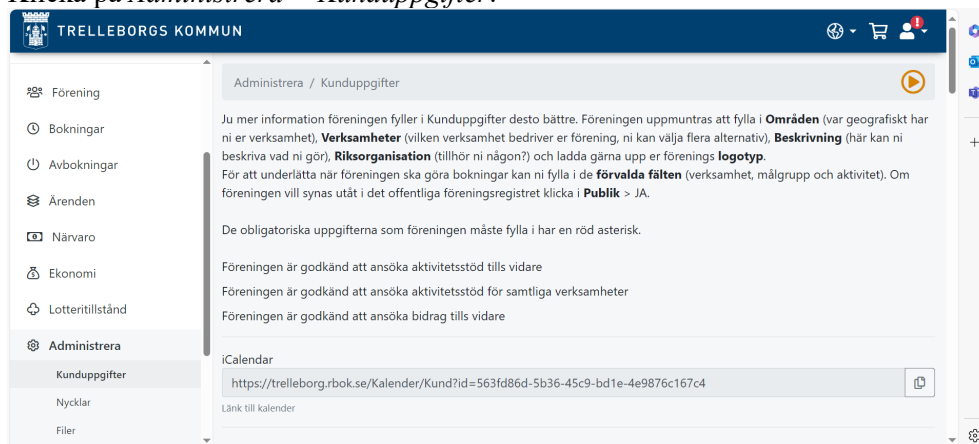 Klicka på Administrera > Kunduppgifter.
TRELLEBORGS KOMMUN
Förening
Bokningar
Avbokningar
Ärenden
Närvaro
Ekonomi
Lotteritillstånd
Administrera
Kunduppgifter
Nycklar
Filer
Administrera / Kunduppgifter
Ju mer information föreningen fyller i Kunduppgifter desto bättre. Föreningen uppmuntras att fylla i Områden (var geografiskt har
ni er verksamhet), Verksamheter (vilken verksamhet bedriver er förening, ni kan välja flera alternativ), Beskrivning (här kan ni
beskriva vad ni gör), Riksorganisation (tillhör ni någon?) och ladda gärna upp er förenings logotyp.
För att underlätta när föreningen ska göra bokningar kan ni fylla i de förvalda fälten (verksamhet, målgrupp och aktivitet). Om
föreningen vill synas utåt i det offentliga föreningsregistret klicka i Publik > JA.
De obligatoriska uppgifterna som föreningen måste fylla i har en röd asterisk.
Föreningen är godkänd att ansöka aktivitetsstöd tills vidare
Föreningen är godkänd att ansöka aktivitetsstöd för samtliga verksamheter
Föreningen är godkänd att ansöka bidrag tills vidare
iCalendar
https://trelleborg.rbok.se/Kalender/Kund?id=563fd86d-5b36-45c9-bd1e-4e9876c167c4
Länk till kalender